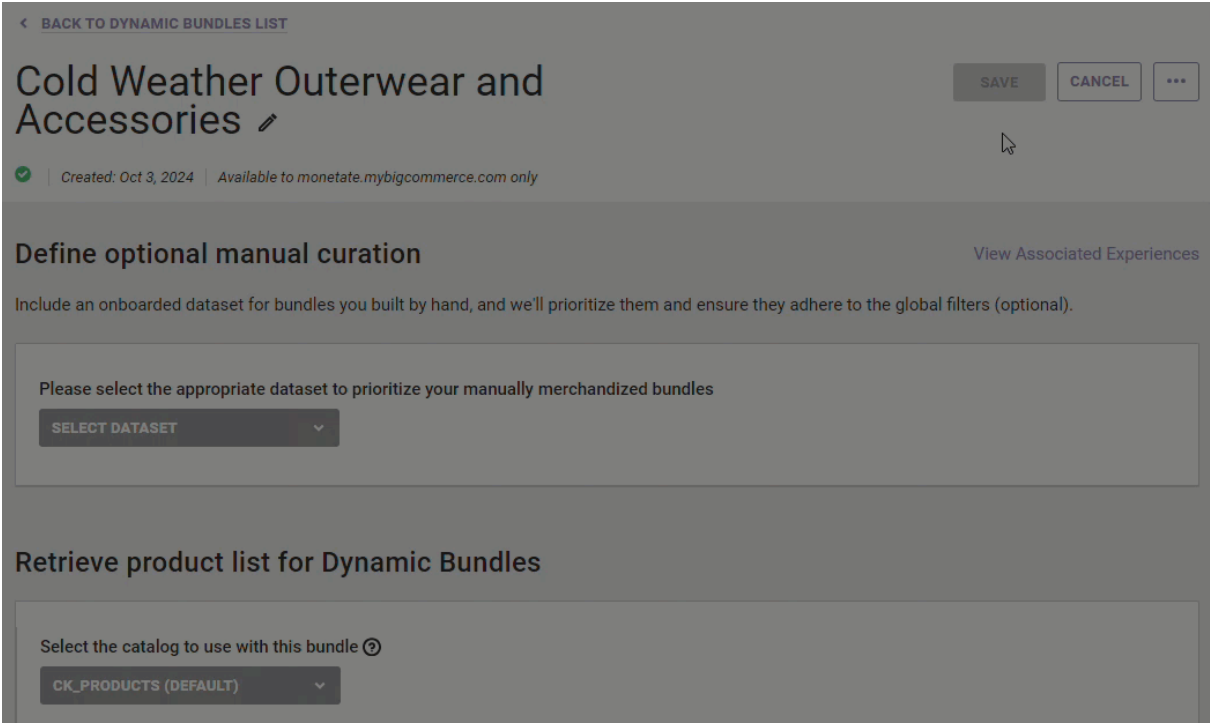 BACK TO DYNAMIC BUNDLES LIST
Cold Weather Outerwear and
Accessories
SAVE
CANCEL
Created: Oct 3, 2024
Available to monetate.mybigcommerce.com only
Define optional manual curation
View Associated Experiences
Include an onboarded dataset for bundles you built by hand, and we'll prioritize them and ensure they adhere to the global filters (optional).
Please select the appropriate dataset to prioritize your manually merchandized bundles
SELECT DATASET
Retrieve product list for Dynamic Bundles
Select the catalog to use with this bundle
CK_PRODUCTS (DEFAULT)